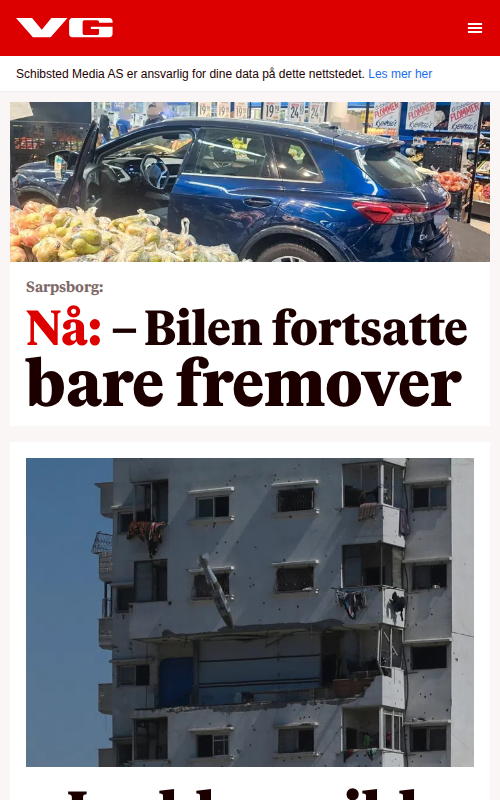 VG
Schibsted Media AS er ansvarlig for dine data på dette nettstedet. Les mer her
Sarpsborg:
Nå: – Bilen fortsatte
bare fremover